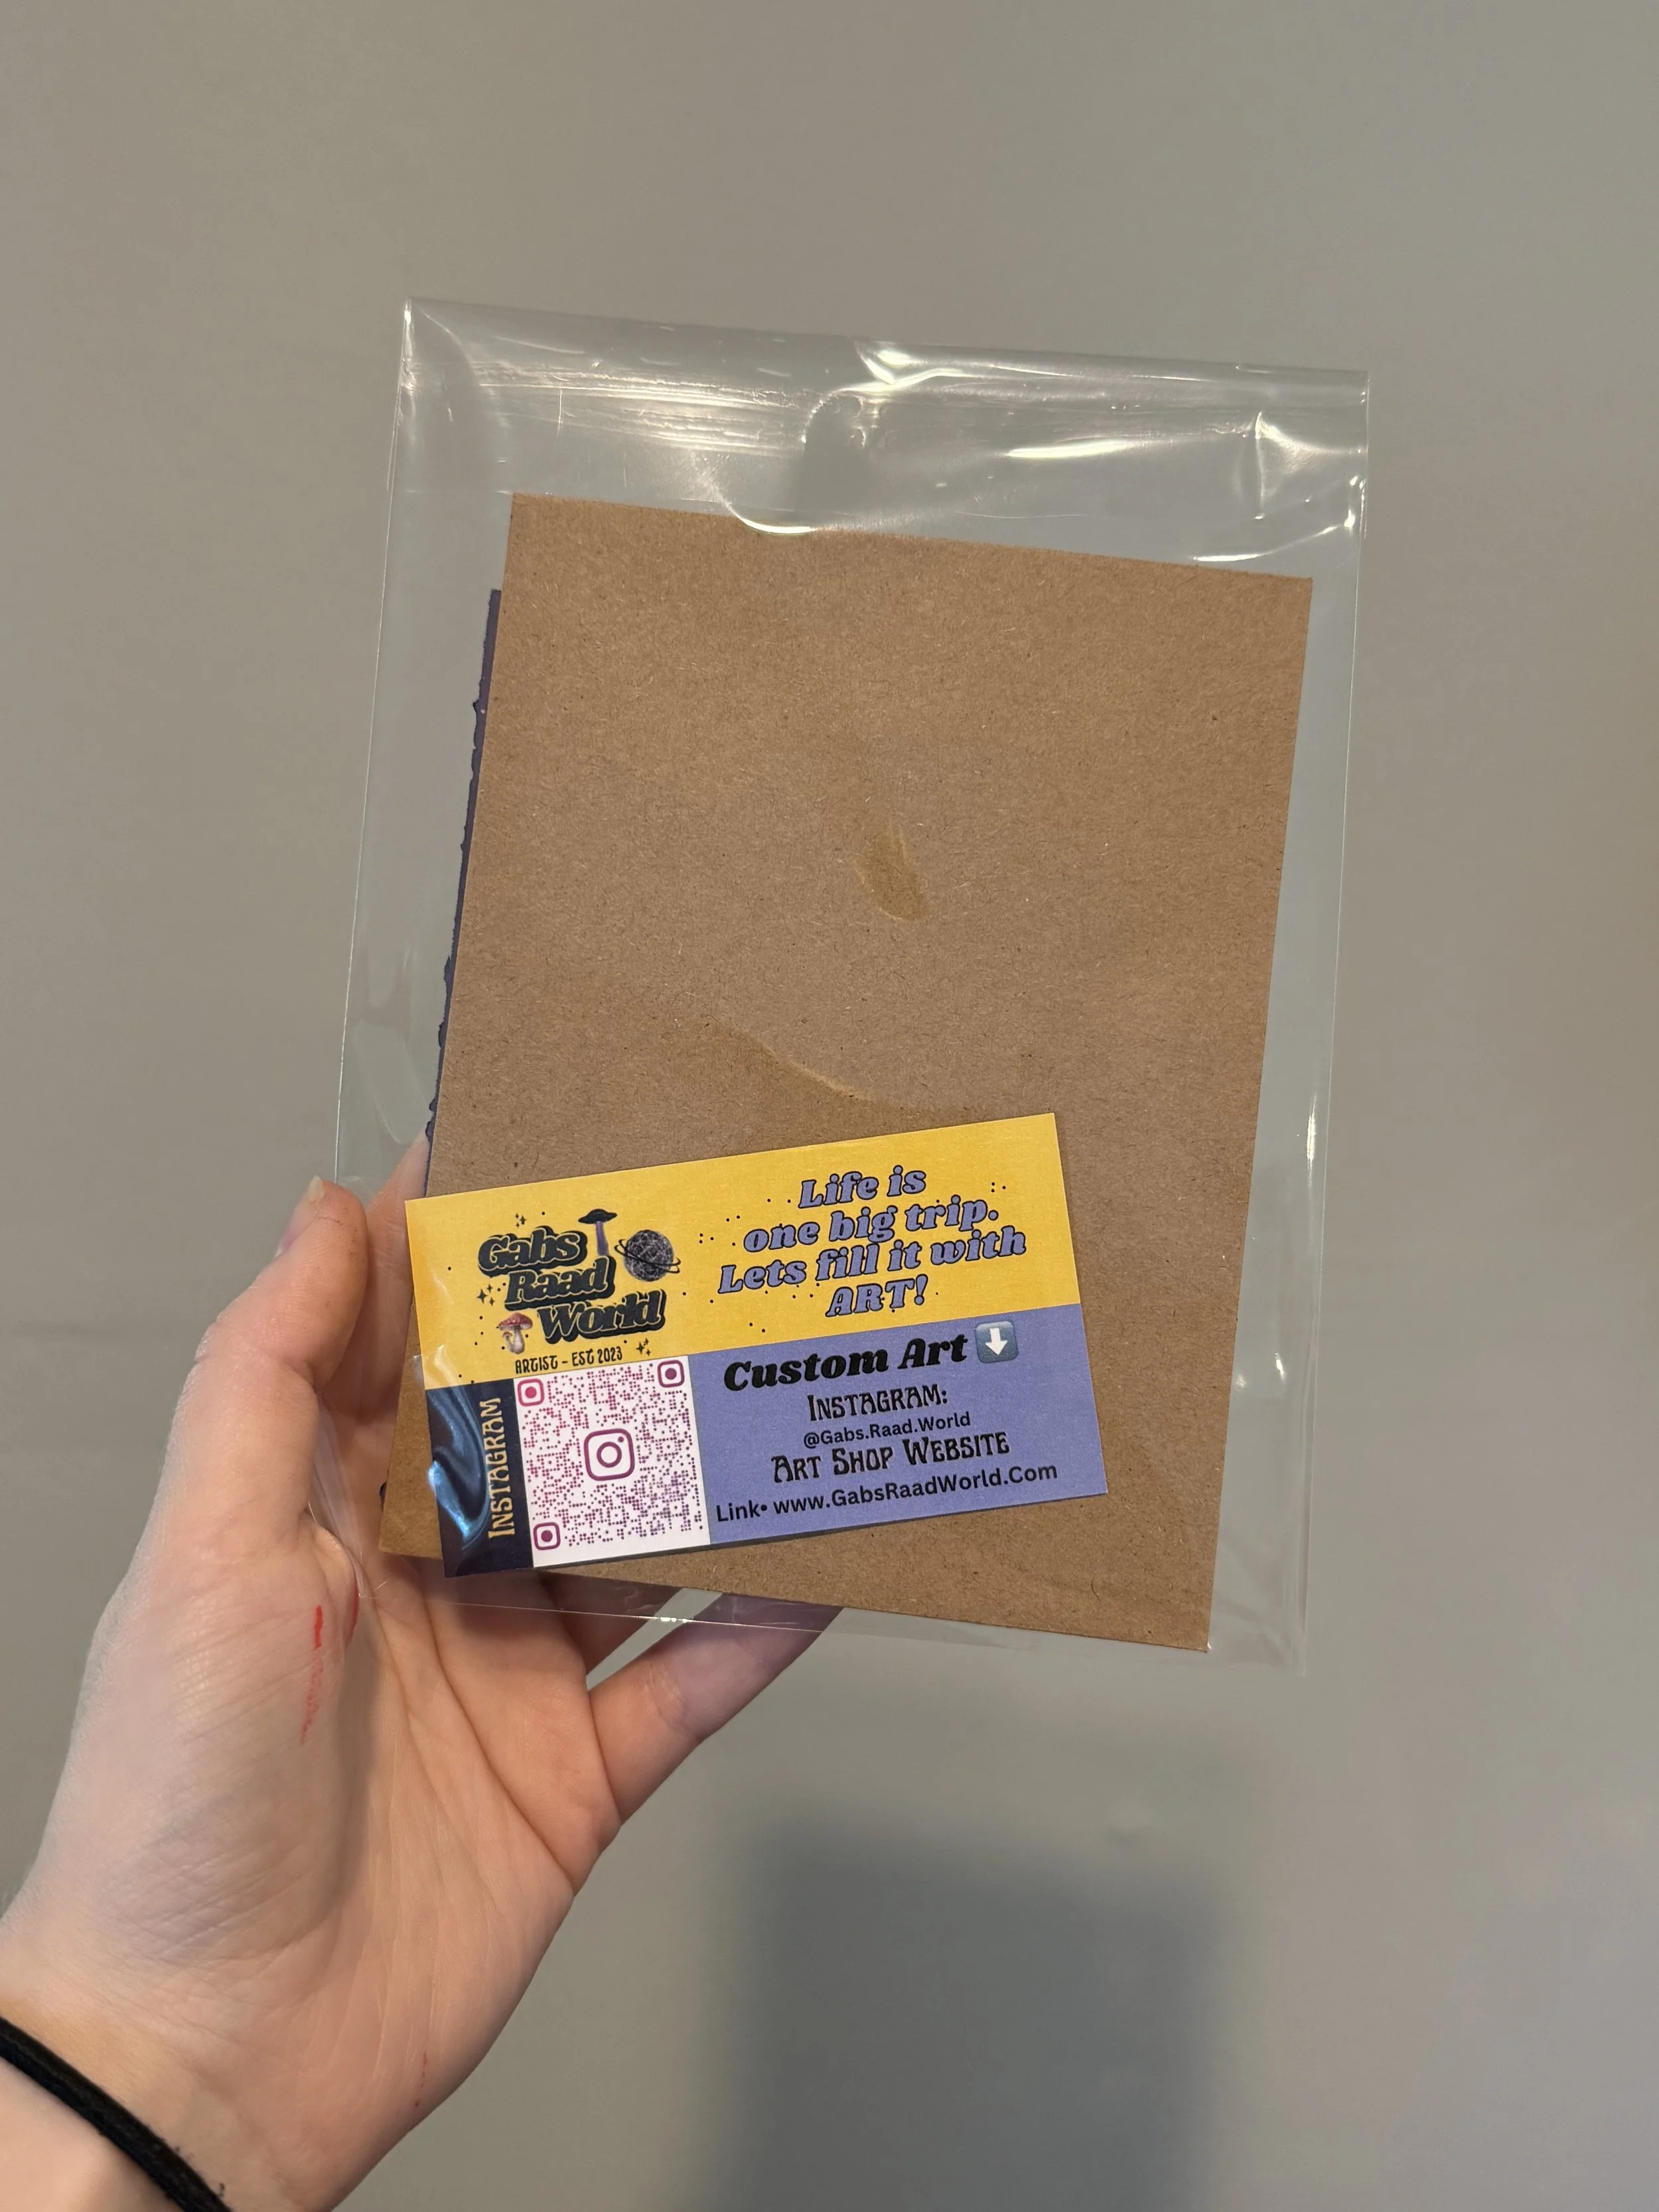 Gabs
Raad
World
ARTIST - EST 2023
Life is
one big trip.
Lets fill it with
ART!
INSTAGRAM
Custom Art ⬇️
INSTAGRAM:
@Gabs.Raad.World
ART SHOP WEBSITE
Link• www.GabsRaadWorld.Com